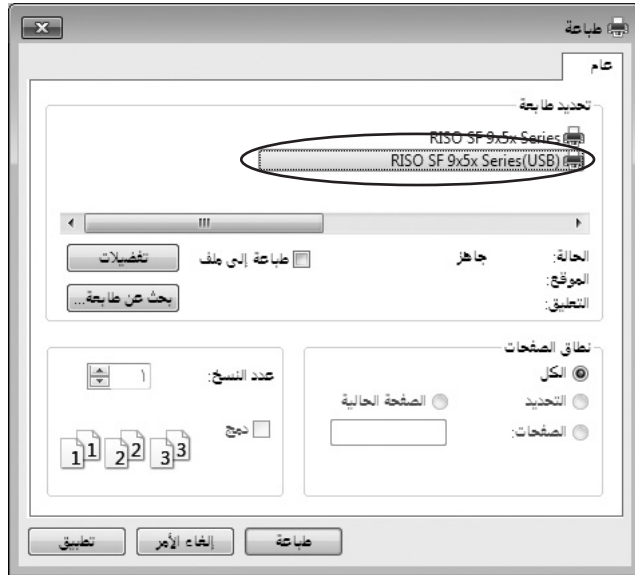 طباعة
عام
تحديد طابعة
RISO SF 9x5x Series
RISO SF 9x5x Series(USB)
الحالة: جاهز
طباعة إلى ملف
تفضيلات
الموقع:
التعليق:
بحث عن طابعة...
نطاق الصفحات
الكل
التحديد
الصفحة الحالية
الصفحات:
عدد النسخ: ١
دمج
1 1 2 2 3 3
طباعة
إلغاء الأمر
تطبيق